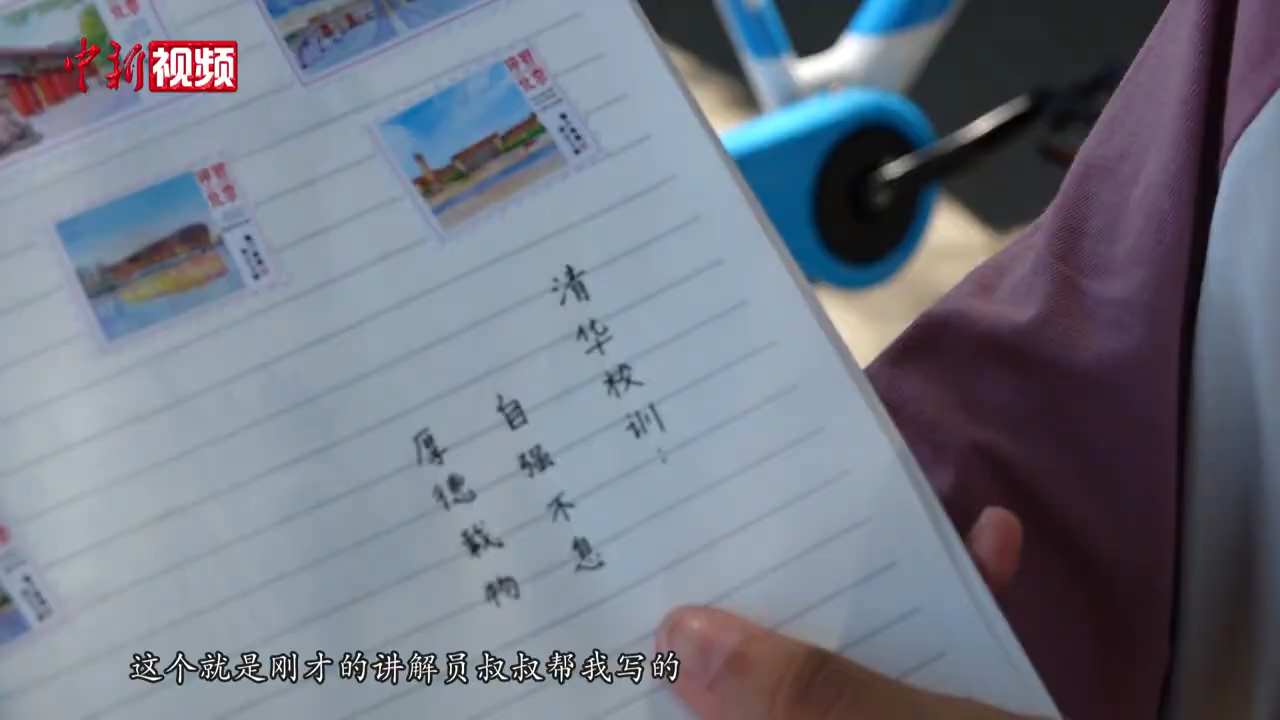 中新视频
清华校训：
自强不息
厚德载物
这个就是刚才的讲解员叔叔帮我写的